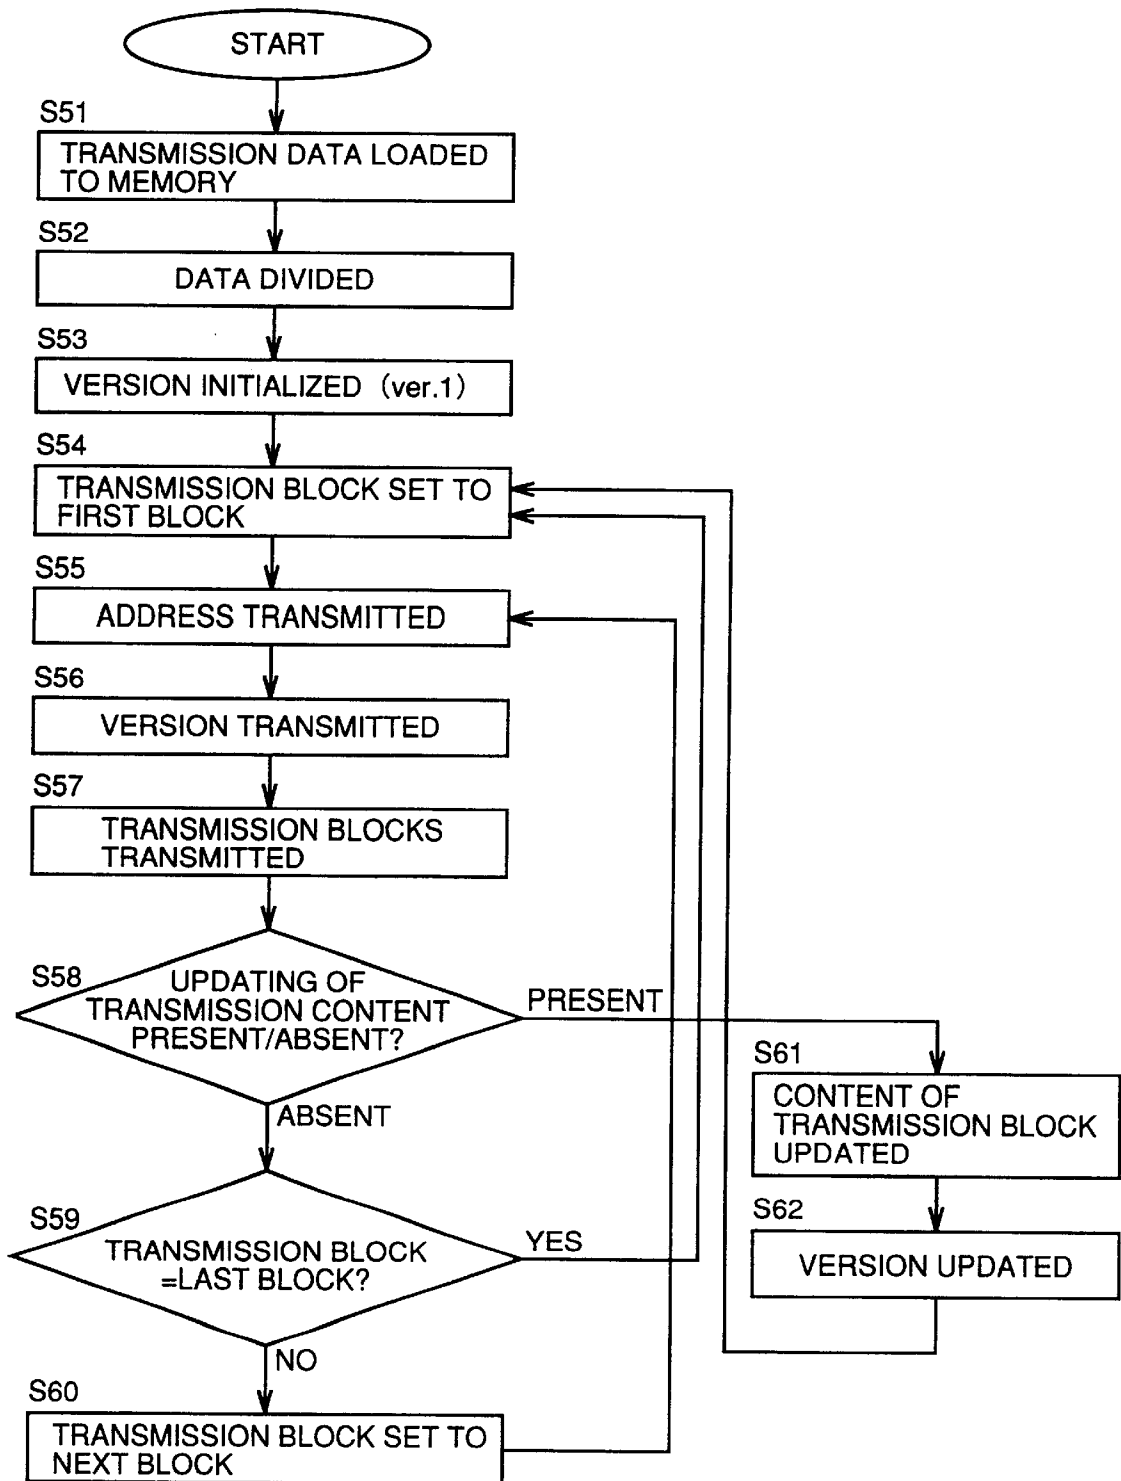 START
S51
TRANSMISSION DATA LOADED
TO MEMORY
S52
DATA DIVIDED
S53
VERSION INITIALIZED (ver.1)
S54
TRANSMISSION BLOCK SET TO
FIRST BLOCK
S55
ADDRESS TRANSMITTED
S56
VERSION TRANSMITTED
S57
TRANSMISSION BLOCKS
TRANSMITTED
S58
UPDATING OF
TRANSMISSION CONTENT
PRESENT/ABSENT?
PRESENT
ABSENT
S61
CONTENT OF
TRANSMISSION BLOCK
UPDATED
S62
VERSION UPDATED
S59
TRANSMISSION BLOCK
=LAST BLOCK?
YES
NO
S60
TRANSMISSION BLOCK SET TO
NEXT BLOCK